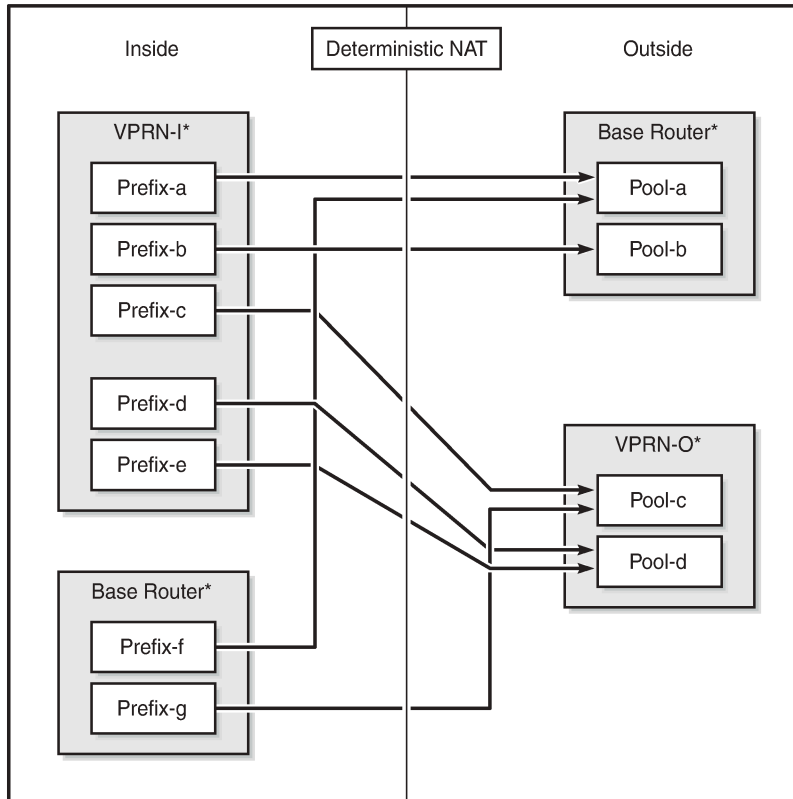 Inside
Deterministic NAT
Outside
VPRN-I*
Prefix-a
Prefix-b
Prefix-c
Prefix-d
Prefix-e
Base Router*
Prefix-f
Prefix-g
Base Router*
Pool-a
Pool-b
VPRN-O*
Pool-c
Pool-d